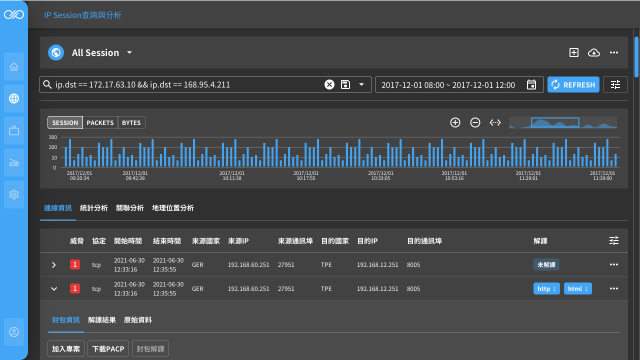 IP Session查詢與分析
All Session
ip.dst == 172.17.63.10 && ip.dst == 168.95.4.211
2017-12-01 08:00 ~ 2017-12-01 12:00
REFRESH
SESSION PACKETS BYTES
300
200
10
0
2017/12/01 09:20:34
2017/12/01 09:42:38
2017/12/01 10:11:38
2017/12/01 10:17:55
2017/12/01 10:33:05
2017/12/01 10:53:16
2017/12/01 11:29:01
2017/12/01 11:39:00
連線資訊 統計分析 關聯分析 地理位置分析
威脅 協定 開始時間 結束時間 來源國家 來源IP 來源通訊埠 目的國家 目的IP 目的通訊埠 解譯
1 tcp 2021-06-30 12:33:16 2021-06-30 12:35:55 GER 192.168.60.251 27951 TPE 192.168.12.251 8005 未解譯
1 tcp 2021-06-30 12:33:16 2021-06-30 12:35:55 GER 192.168.60.251 27951 TPE 192.168.12.251 8005 http 1 html 1
封包資訊 解譯結果 原始資料
加入專案 下載PACP 封包解譯